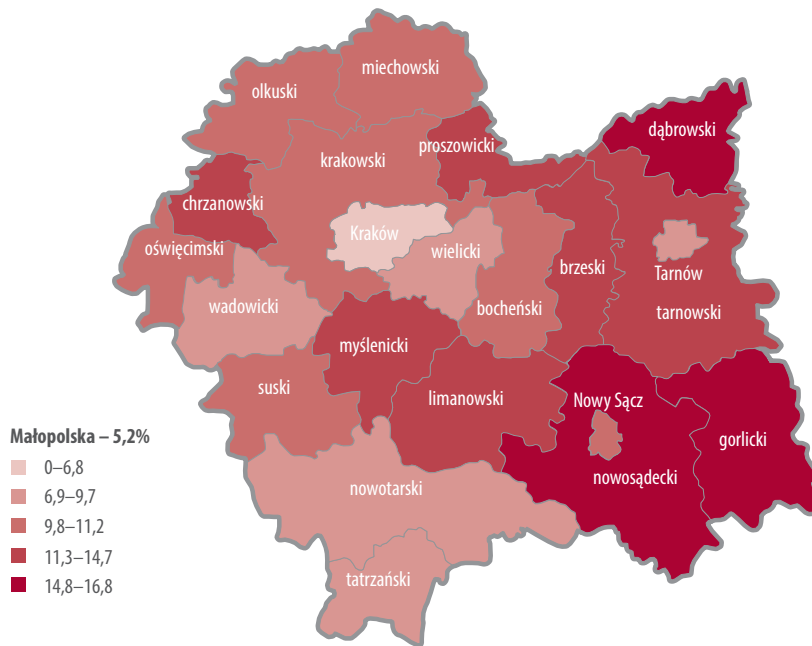 miechowski
olkuski
dąbrowski
proszowicki
krakowski
chrzanowski
Kraków
oświęcimski
wielicki
brzeski
Tarnów
wadowicki
bocheński
tarnowski
myślenicki
suski
limanowski
Nowy Sącz
gorlicki
nowosądecki
nowotarski
tatrzański
Małopolska – 5,2%
0–6,8
6,9–9,7
9,8–11,2
11,3–14,7
14,8–16,8